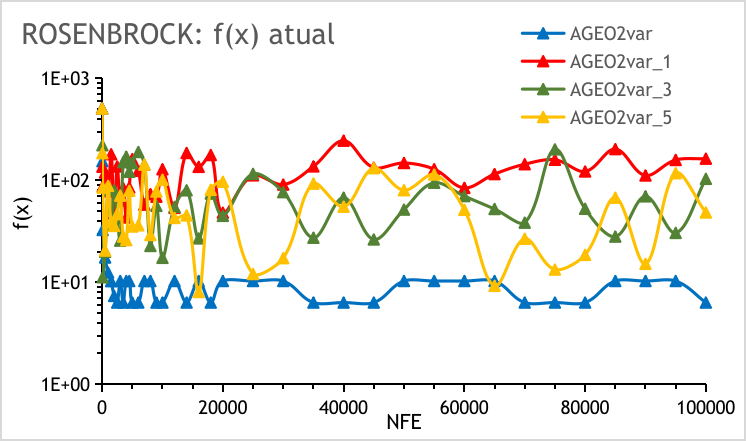 ROSENBROCK: f(x) atual
AGEO2var
AGEO2var_1
AGEO2var_3
AGEO2var_5
1E+03
1E+02
1E+01
1E+00
f(x)
0 20000 40000 60000 80000 100000
NFE